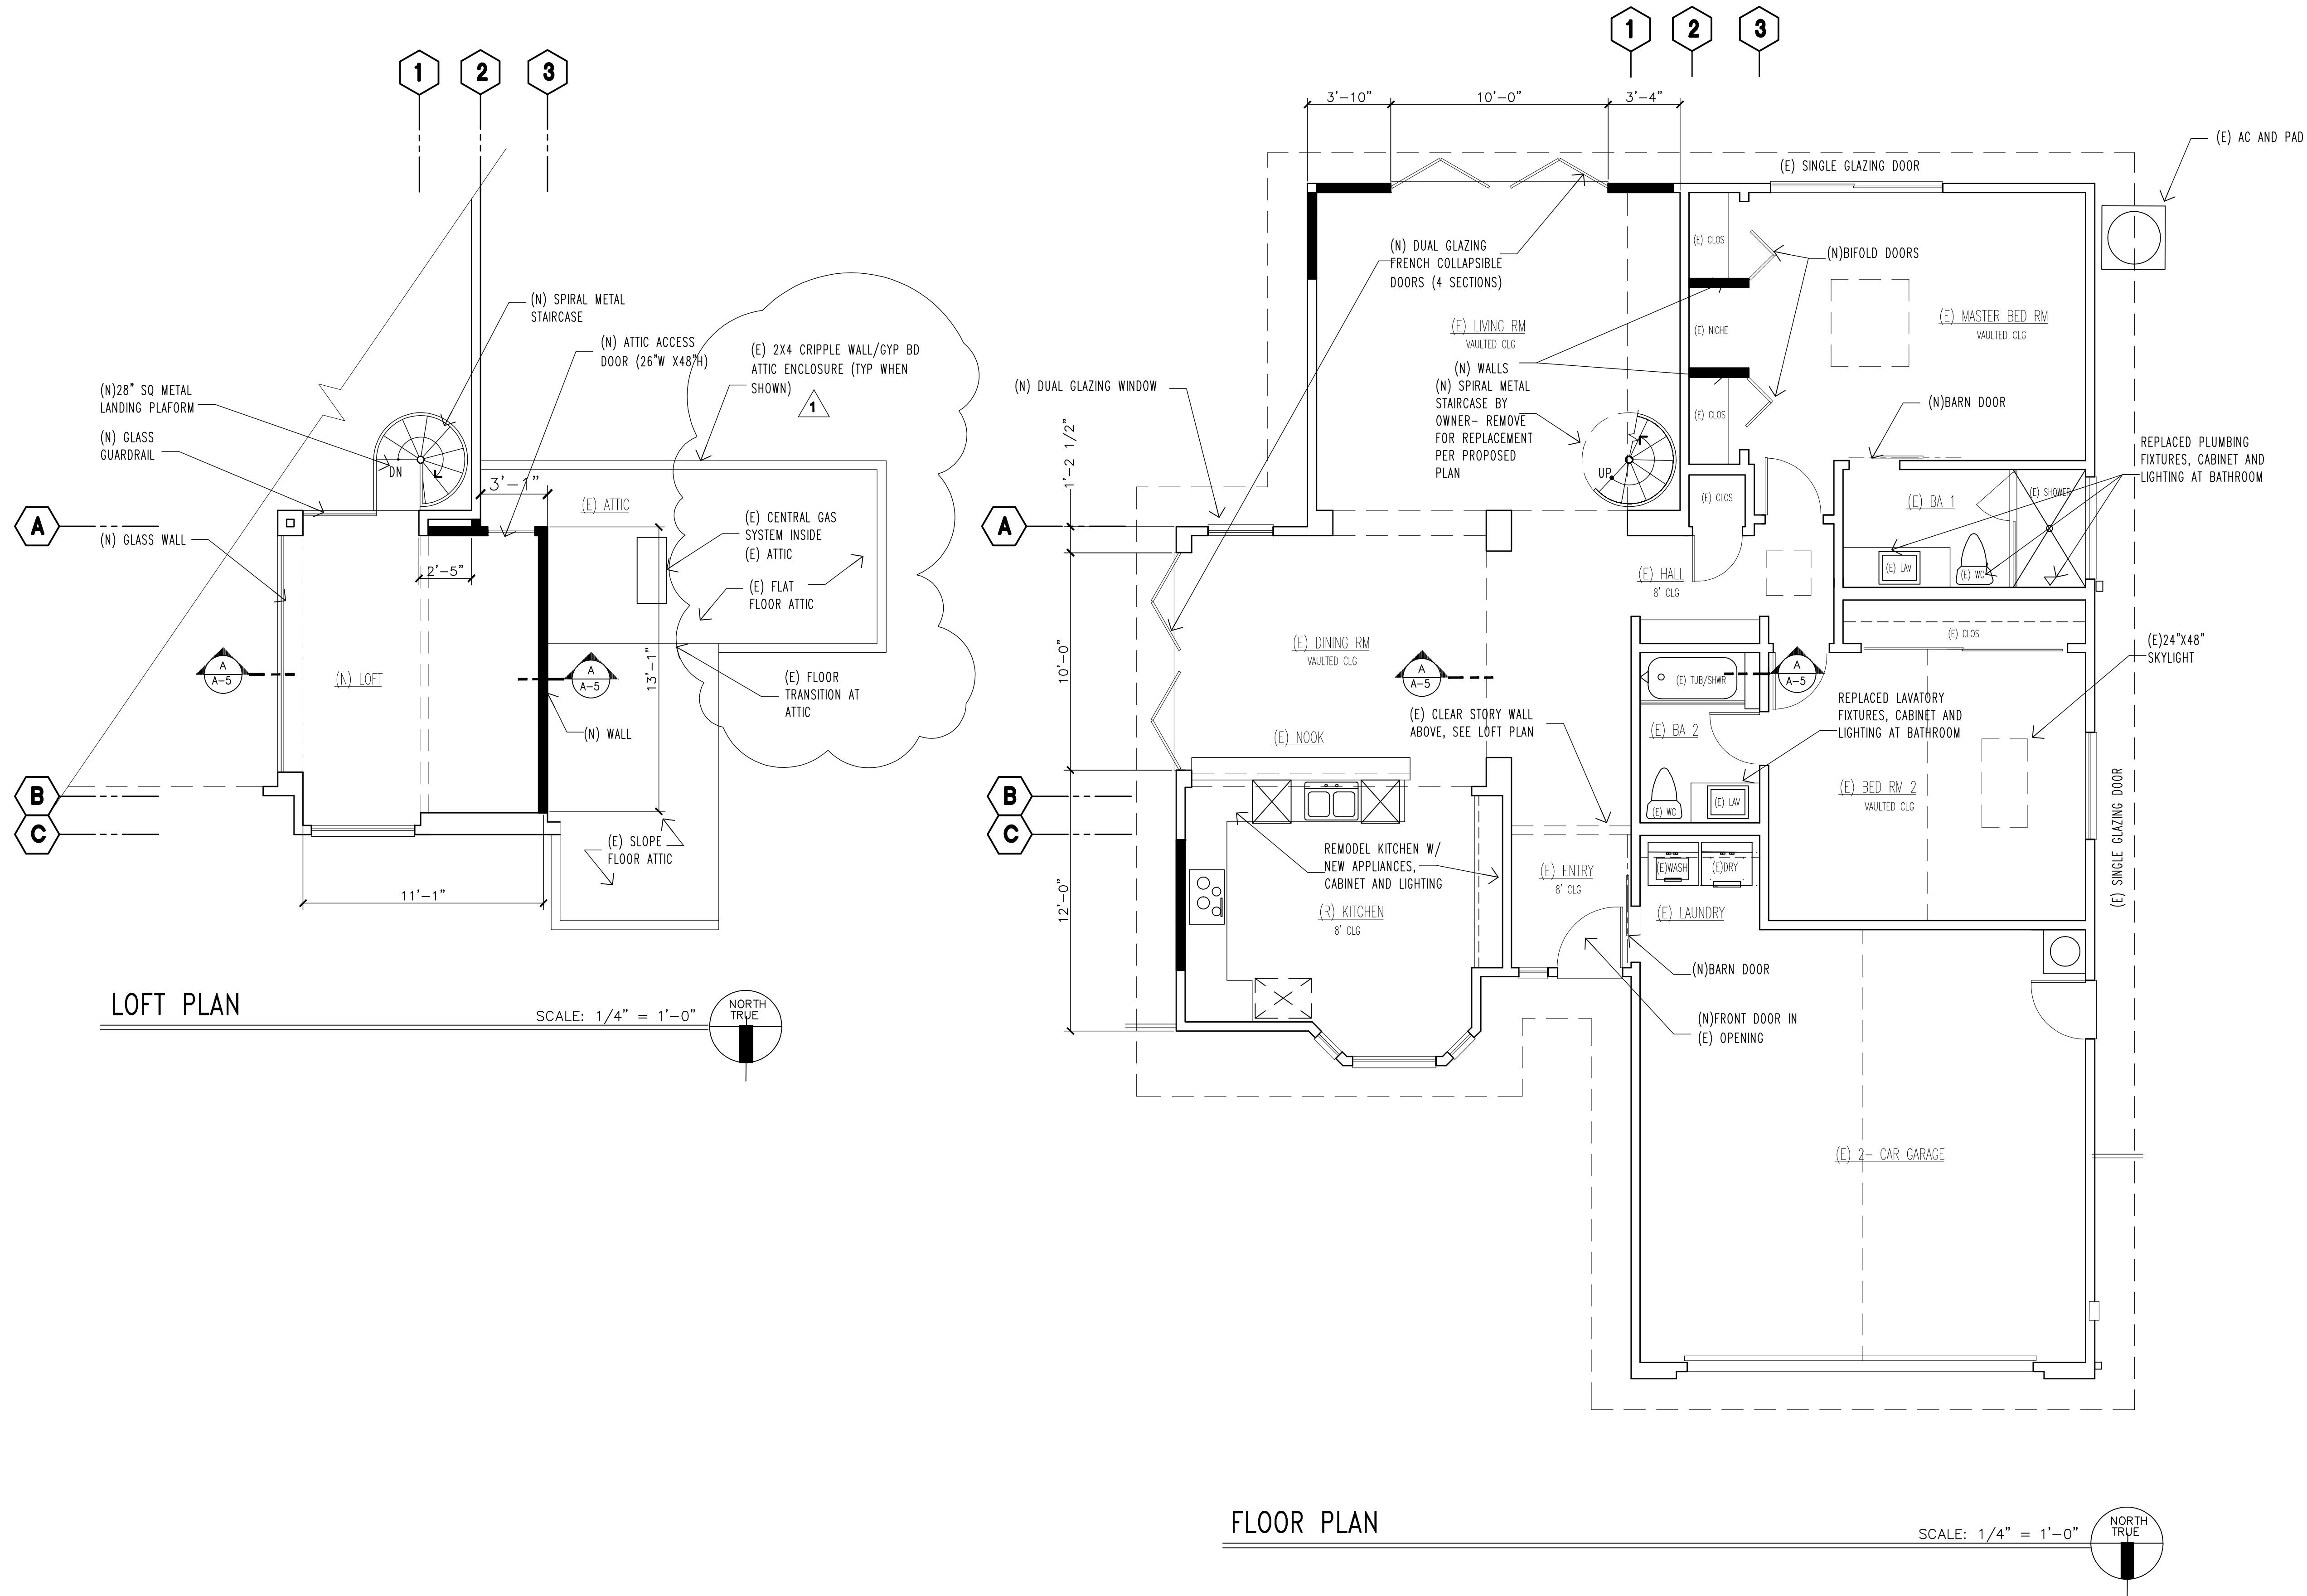 1 2 3
(N) SPIRAL METAL
STAIRCASE
(N) ATTIC ACCESS
DOOR (26"W X48"H)
(E) 2X4 CRIPPLE WALL/GYP BD
ATTIC ENCLOSURE (TYP WHEN
SHOWN)
1
(N)28" SQ METAL
LANDING PLAFORM
(N) GLASS
GUARDRAIL
DN
3'-1"
(E) ATTIC
A
(N) GLASS WALL
2'-5"
(E) CENTRAL GAS
SYSTEM INSIDE
(E) ATTIC
(E) FLAT
FLOOR ATTIC
A
A-5
(N) LOFT
A
A-5
13'-1"
(E) FLOOR
TRANSITION AT
ATTIC
(N) WALL
B
C
(E) SLOPE
FLOOR ATTIC
11'-1"
LOFT PLAN
SCALE: 1/4" = 1'-0"
NORTH
TRUE
1 2 3
3'-10" 10'-0" 3'-4"
(E) AC AND PAD
(E) SINGLE GLAZING DOOR
(N) DUAL GLAZING
FRENCH COLLAPSIBLE
DOORS (4 SECTIONS)
(E) CLOS
(N)BIFOLD DOORS
(E) LIVING RM
VAULTED CLG
(E) NICHE
(E) MASTER BED RM
VAULTED CLG
(N) WALLS
(N) DUAL GLAZING WINDOW
(N) SPIRAL METAL
STAIRCASE BY
OWNER- REMOVE
FOR REPLACEMENT
PER PROPOSED
PLAN
(E) CLOS
(N)BARN DOOR
REPLACED PLUMBING
FIXTURES, CABINET AND
LIGHTING AT BATHROOM
1'-2 1/2"
UP
(E) CLOS
(E) BA 1
(E) SHOWER
A
(E) HALL
8' CLG
(E) LAV
(E) WC
10'-0"
(E) DINING RM
VAULTED CLG
(E) CLOS
(E)24"X48"
SKYLIGHT
A
A-5
(E) TUB/SHWR
A
A-5
(E) CLEAR STORY WALL
ABOVE, SEE LOFT PLAN
REPLACED LAVATORY
FIXTURES, CABINET AND
LIGHTING AT BATHROOM
(E) NOOK
(E) BA 2
B
C
(E) WC
(E) LAV
(E) BED RM 2
VAULTED CLG
(E) SINGLE GLAZING DOOR
REMODEL KITCHEN W/
NEW APPLIANCES,
CABINET AND LIGHTING
(E) ENTRY
8' CLG
(E)WASH
(E)DRY
12'-0"
(R) KITCHEN
8' CLG
(E) LAUNDRY
(N)BARN DOOR
(N)FRONT DOOR IN
(E) OPENING
(E) 2- CAR GARAGE
FLOOR PLAN
SCALE: 1/4" = 1'-0"
NORTH
TRUE